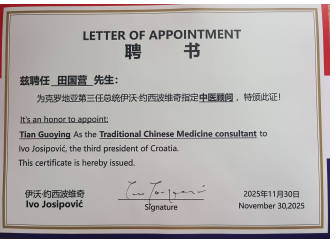 LETTER OF APPOINTMENT
聘 书
兹聘任 田国营 先生：
为克罗地亚第三任总统伊沃·约西波维奇指定中医顾问，特颁此证！
It's an honor to appoint:
Tian Guoying As the Traditional Chinese Medicine consultant to
Ivo Josipović, the third president of Croatia.
This certificate is hereby issued.
伊沃·约西波维奇
Ivo Josipović
Signature
2025年11月30日
November 30,2025